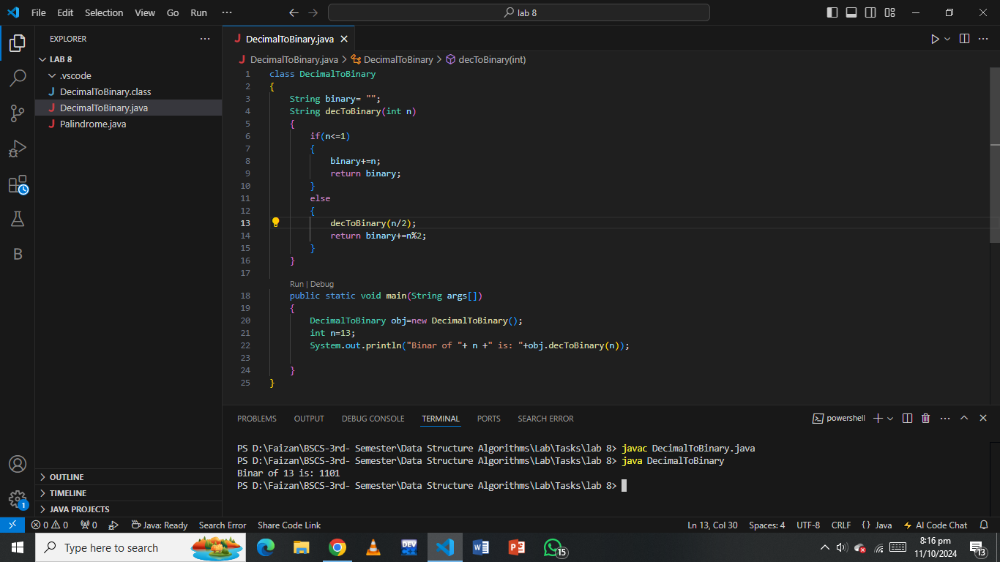 File Edit Selection View Go Run ··· lab 8
EXPLORER ···
LAB 8
.vscode
J DecimalToBinary.class
J DecimalToBinary.java
J Palindrome.java
OUTLINE
TIMELINE
JAVA PROJECTS
B
1
J DecimalToBinary.java ×
J DecimalToBinary.java > DecimalToBinary > decToBinary(int)
1 class DecimalToBinary
2 {
3 String binary= "";
4 String decToBinary(int n)
5 {
6 if(n<=1)
7 {
8 binary+=n;
9 return binary;
10 }
11 else
12 {
13 decToBinary(n/2);
14 return binary+=n%2;
15 }
16 }
17
Run | Debug
18 public static void main(String args[])
19 {
20 DecimalToBinary obj=new DecimalToBinary();
21 int n=13;
22 System.out.println("Binar of "+ n +" is: "+obj.decToBinary(n));
23
24 }
25 }
PROBLEMS OUTPUT DEBUG CONSOLE TERMINAL PORTS SEARCH ERROR powershell
PS D:\Faizan\BSCS-3rd- Semester\Data Structure Algorithms\Lab\Tasks\lab 8> javac DecimalToBinary.java
PS D:\Faizan\BSCS-3rd- Semester\Data Structure Algorithms\Lab\Tasks\lab 8> java DecimalToBinary
Binar of 13 is: 1101
PS D:\Faizan\BSCS-3rd- Semester\Data Structure Algorithms\Lab\Tasks\lab 8>
0 0 0 Java: Ready Search Error Share Code Link Ln 13, Col 30 Spaces: 4 UTF-8 CRLF {} Java AI Code Chat
Type here to search DEV W P 15 8:16 pm
11/10/2024 13